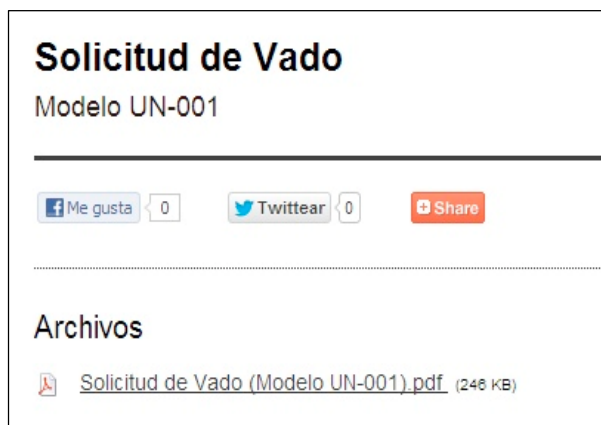 Solicitud de Vado
Modelo UN-001
Me gusta 0 Twittear 0 Share
Archivos
Solicitud de Vado (Modelo UN-001).pdf (246 KB)